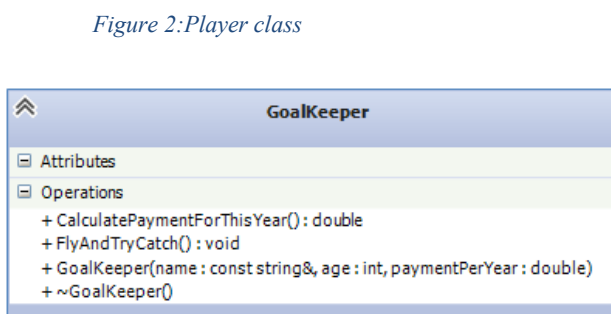 Figure 2:Player class
GoalKeeper
Attributes
Operations
+ CalculatePaymentForThisYear() : double
+ FlyAndTryCatch() : void
+ GoalKeeper(name : const string&, age : int, paymentPerYear : double)
+ ~GoalKeeper()